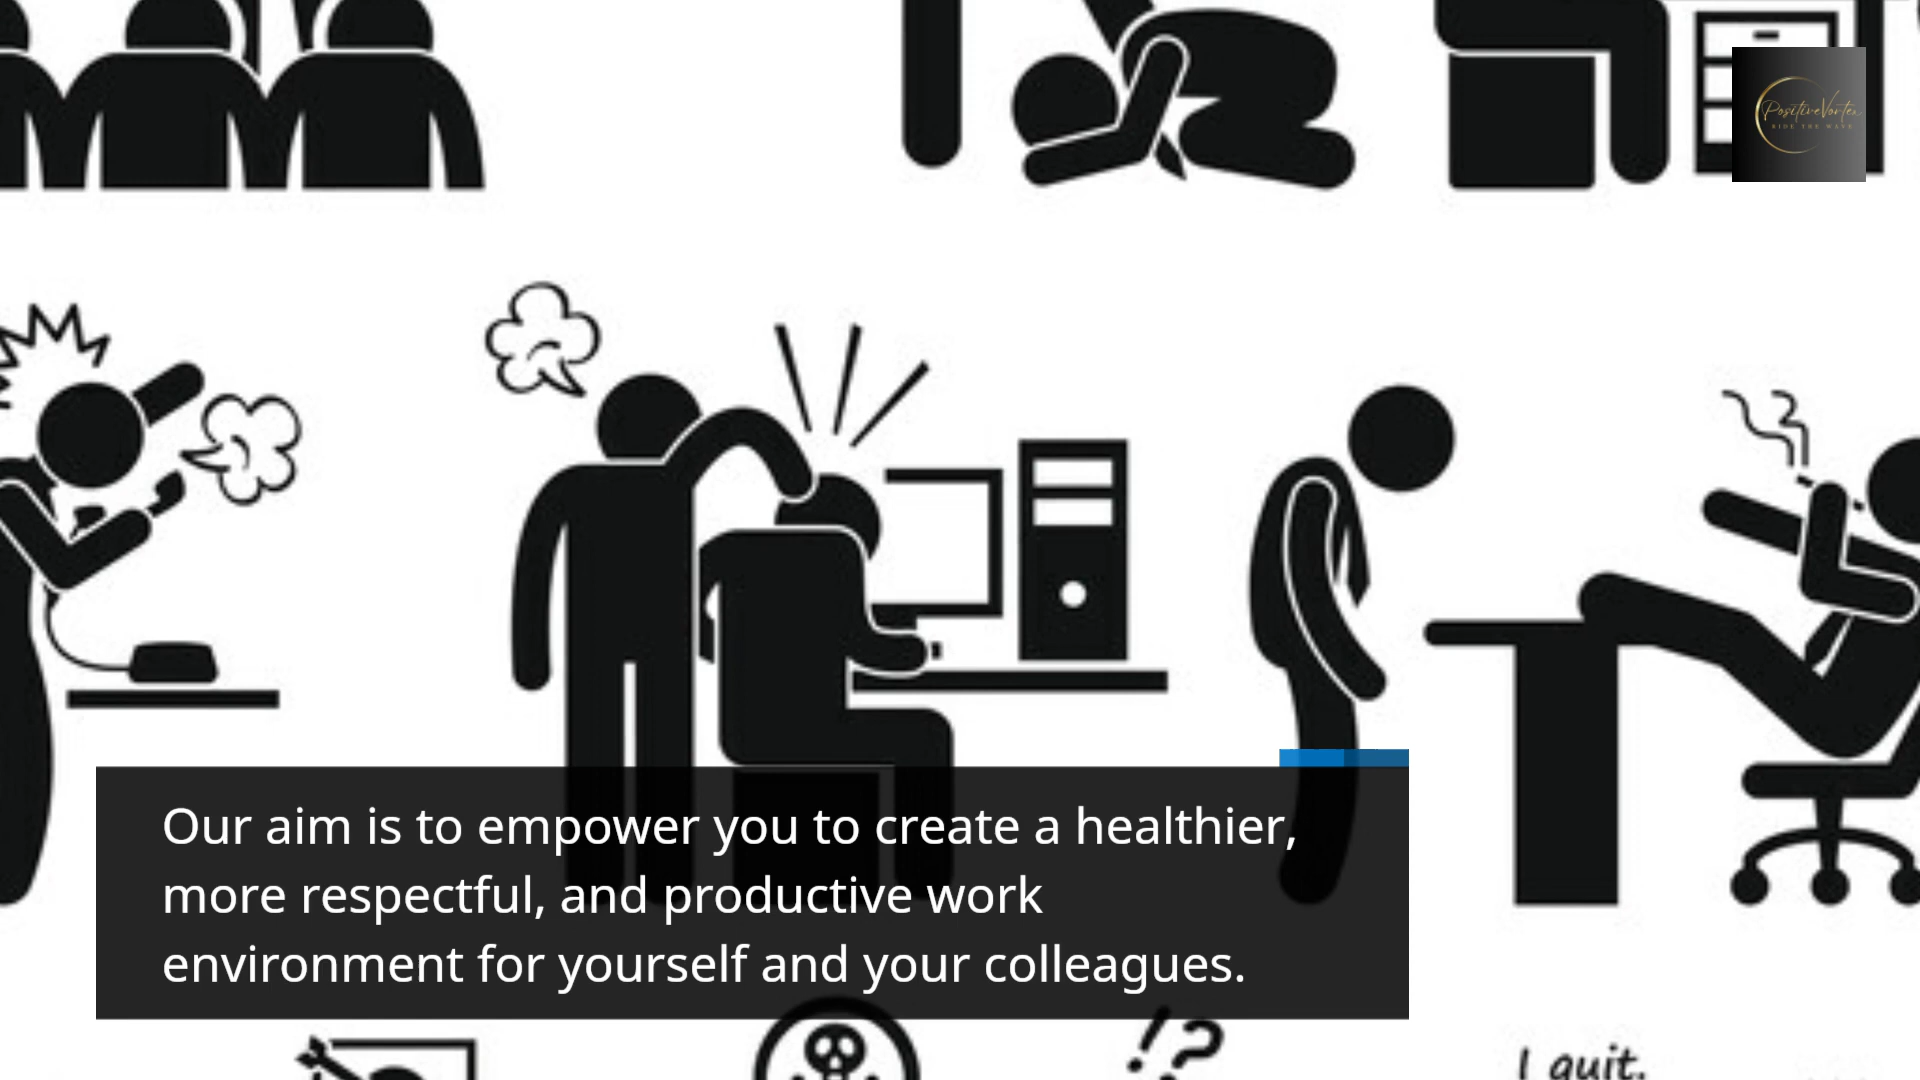 PositiveVortex
RIDE THE WAVE
Our aim is to empower you to create a healthier,
more respectful, and productive work
environment for yourself and your colleagues.
!?
I quit.